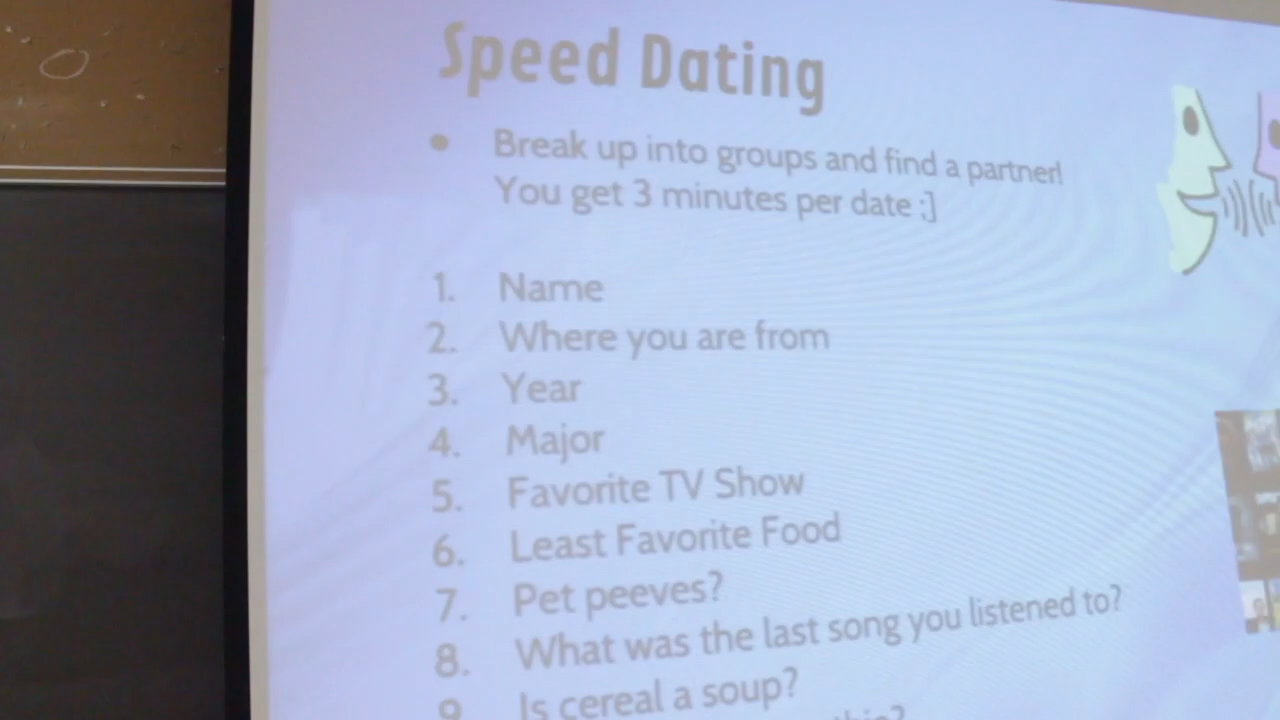 Speed Dating
• Break up into groups and find a partner!
You get 3 minutes per date :]
1. Name
2. Where you are from
3. Year
4. Major
5. Favorite TV Show
6. Least Favorite Food
7. Pet peeves?
8. What was the last song you listened to?
9 Is cereal a soup?